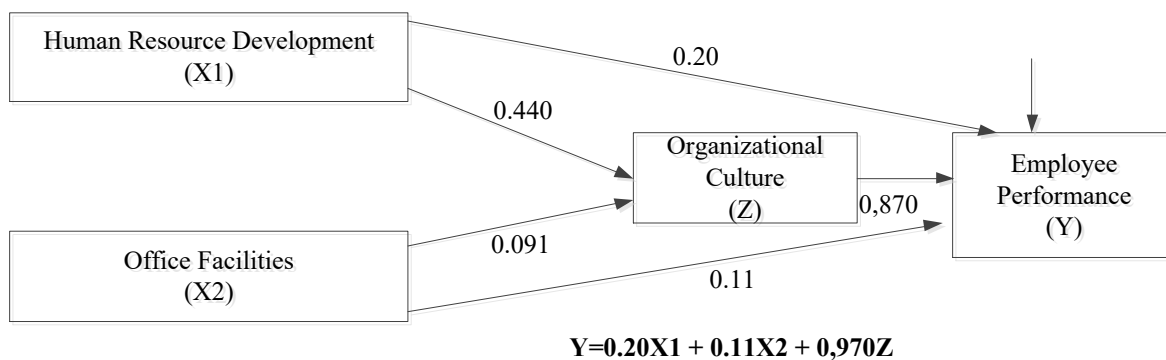 Human Resource Development
(X1)
0.20
0.440
Organizational
Culture
(Z)
0,870
Employee
Performance
(Y)
Office Facilities
(X2)
0.091
0.11
Y=0.20X1 + 0.11X2 + 0,970Z